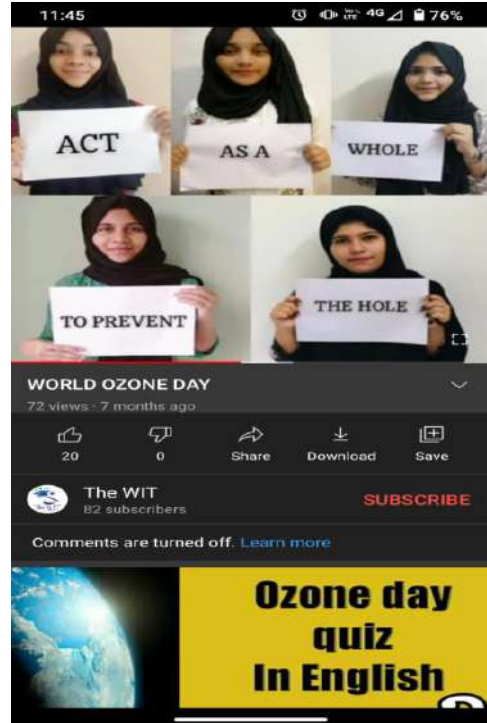 11:45 4G 76%
ACT
AS A
WHOLE
TO PREVENT
THE HOLE
WORLD OZONE DAY
72 views · 7 months ago
20 0 Share Download Save
The WIT
82 subscribers
SUBSCRIBE
Comments are turned off. Learn more
Ozone day
quiz
In English